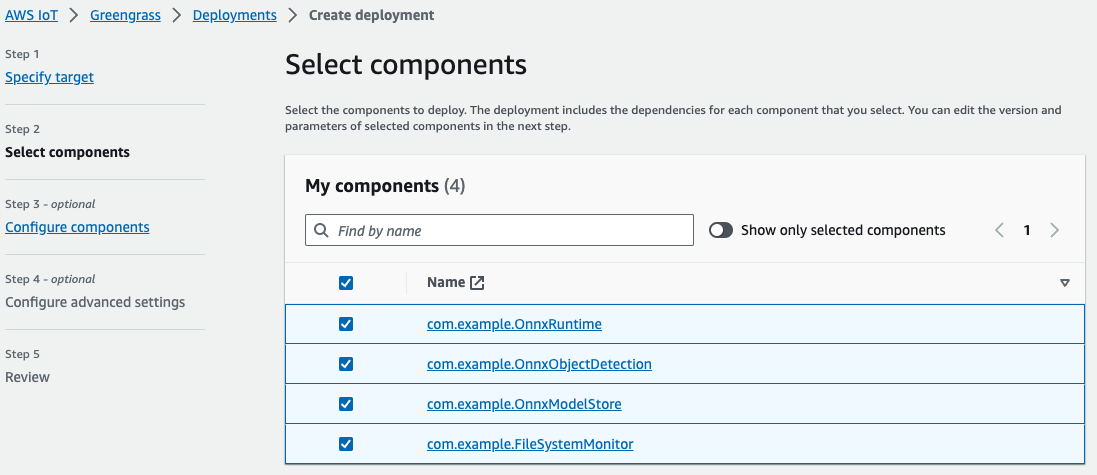 AWS IoT > Greengrass > Deployments > Create deployment
Step 1
Specify target
Step 2
Select components
Step 3 - optional
Configure components
Step 4 - optional
Configure advanced settings
Step 5
Review
Select components
Select the components to deploy. The deployment includes the dependencies for each component that you select. You can edit the version and
parameters of selected components in the next step.
My components (4)
Find by name
Show only selected components
1
Name
com.example.OnnxRuntime
com.example.OnnxObjectDetection
com.example.OnnxModelStore
com.example.FileSystemMonitor